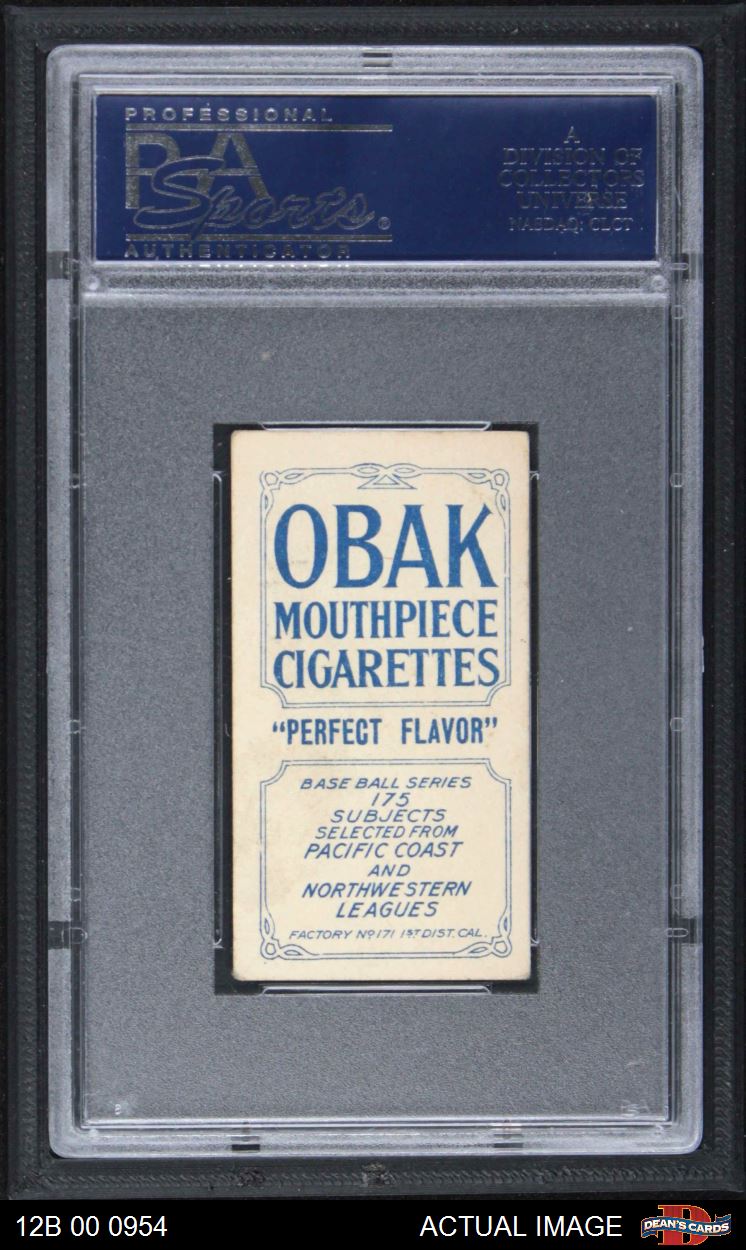 PROFESSIONAL
PSA
Sports®
AUTHENTICATOR
A
DIVISION OF
COLLECTORS
UNIVERSE
NASDAQ: CLCT
OBAK
MOUTHPIECE
CIGARETTES
"PERFECT FLAVOR"
BASE BALL SERIES
175
SUBJECTS
SELECTED FROM
PACIFIC COAST
AND
NORTHWESTERN
LEAGUES
FACTORY Nº 171 1ST DIST. CAL.
12B 00 0954
ACTUAL IMAGE
DEAN'S CARDS